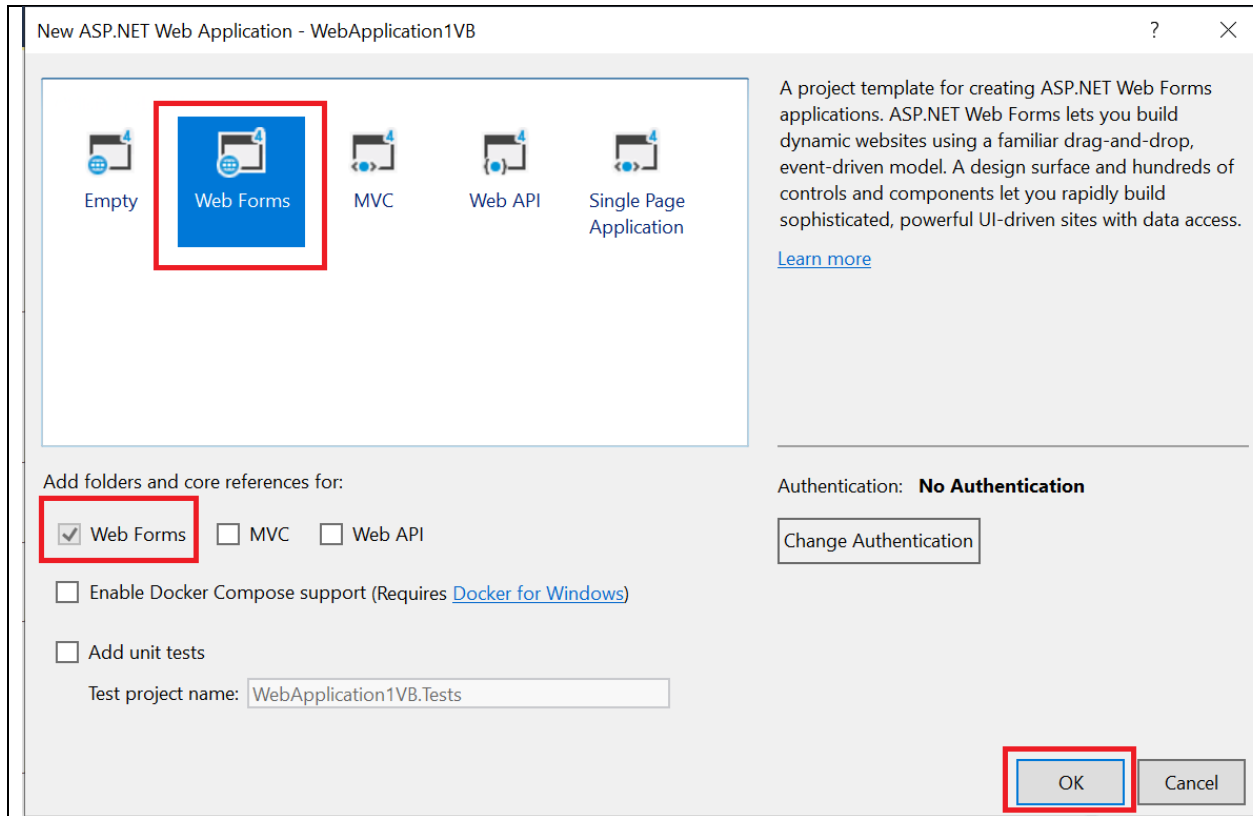 New ASP.NET Web Application - WebApplication1VB
?
4
4
4
4
4
Empty
Web Forms
MVC
Web API
Single Page
Application
A project template for creating ASP.NET Web Forms
applications. ASP.NET Web Forms lets you build
dynamic websites using a familiar drag-and-drop,
event-driven model. A design surface and hundreds of
controls and components let you rapidly build
sophisticated, powerful UI-driven sites with data access.
Learn more
Add folders and core references for:
Web Forms MVC Web API
Enable Docker Compose support (Requires Docker for Windows)
Add unit tests
Test project name: WebApplication1VB.Tests
Authentication: No Authentication
Change Authentication
OK
Cancel